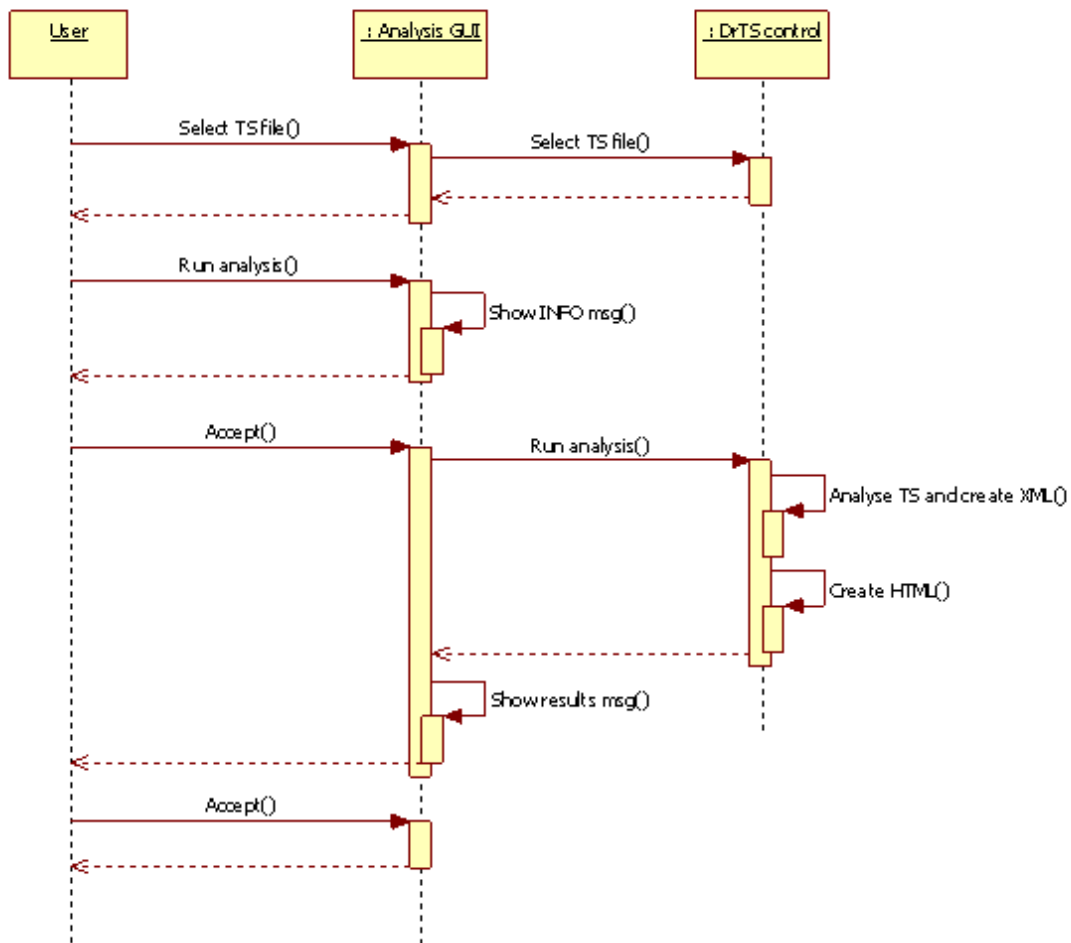 User
: Analysis GUI
: DrTS control
Select TS file()
Select TS file()
Run analysis()
Show INFO msg()
Accept()
Run analysis()
Analyse TS and create XML()
Create HTML()
Show results msg()
Accept()